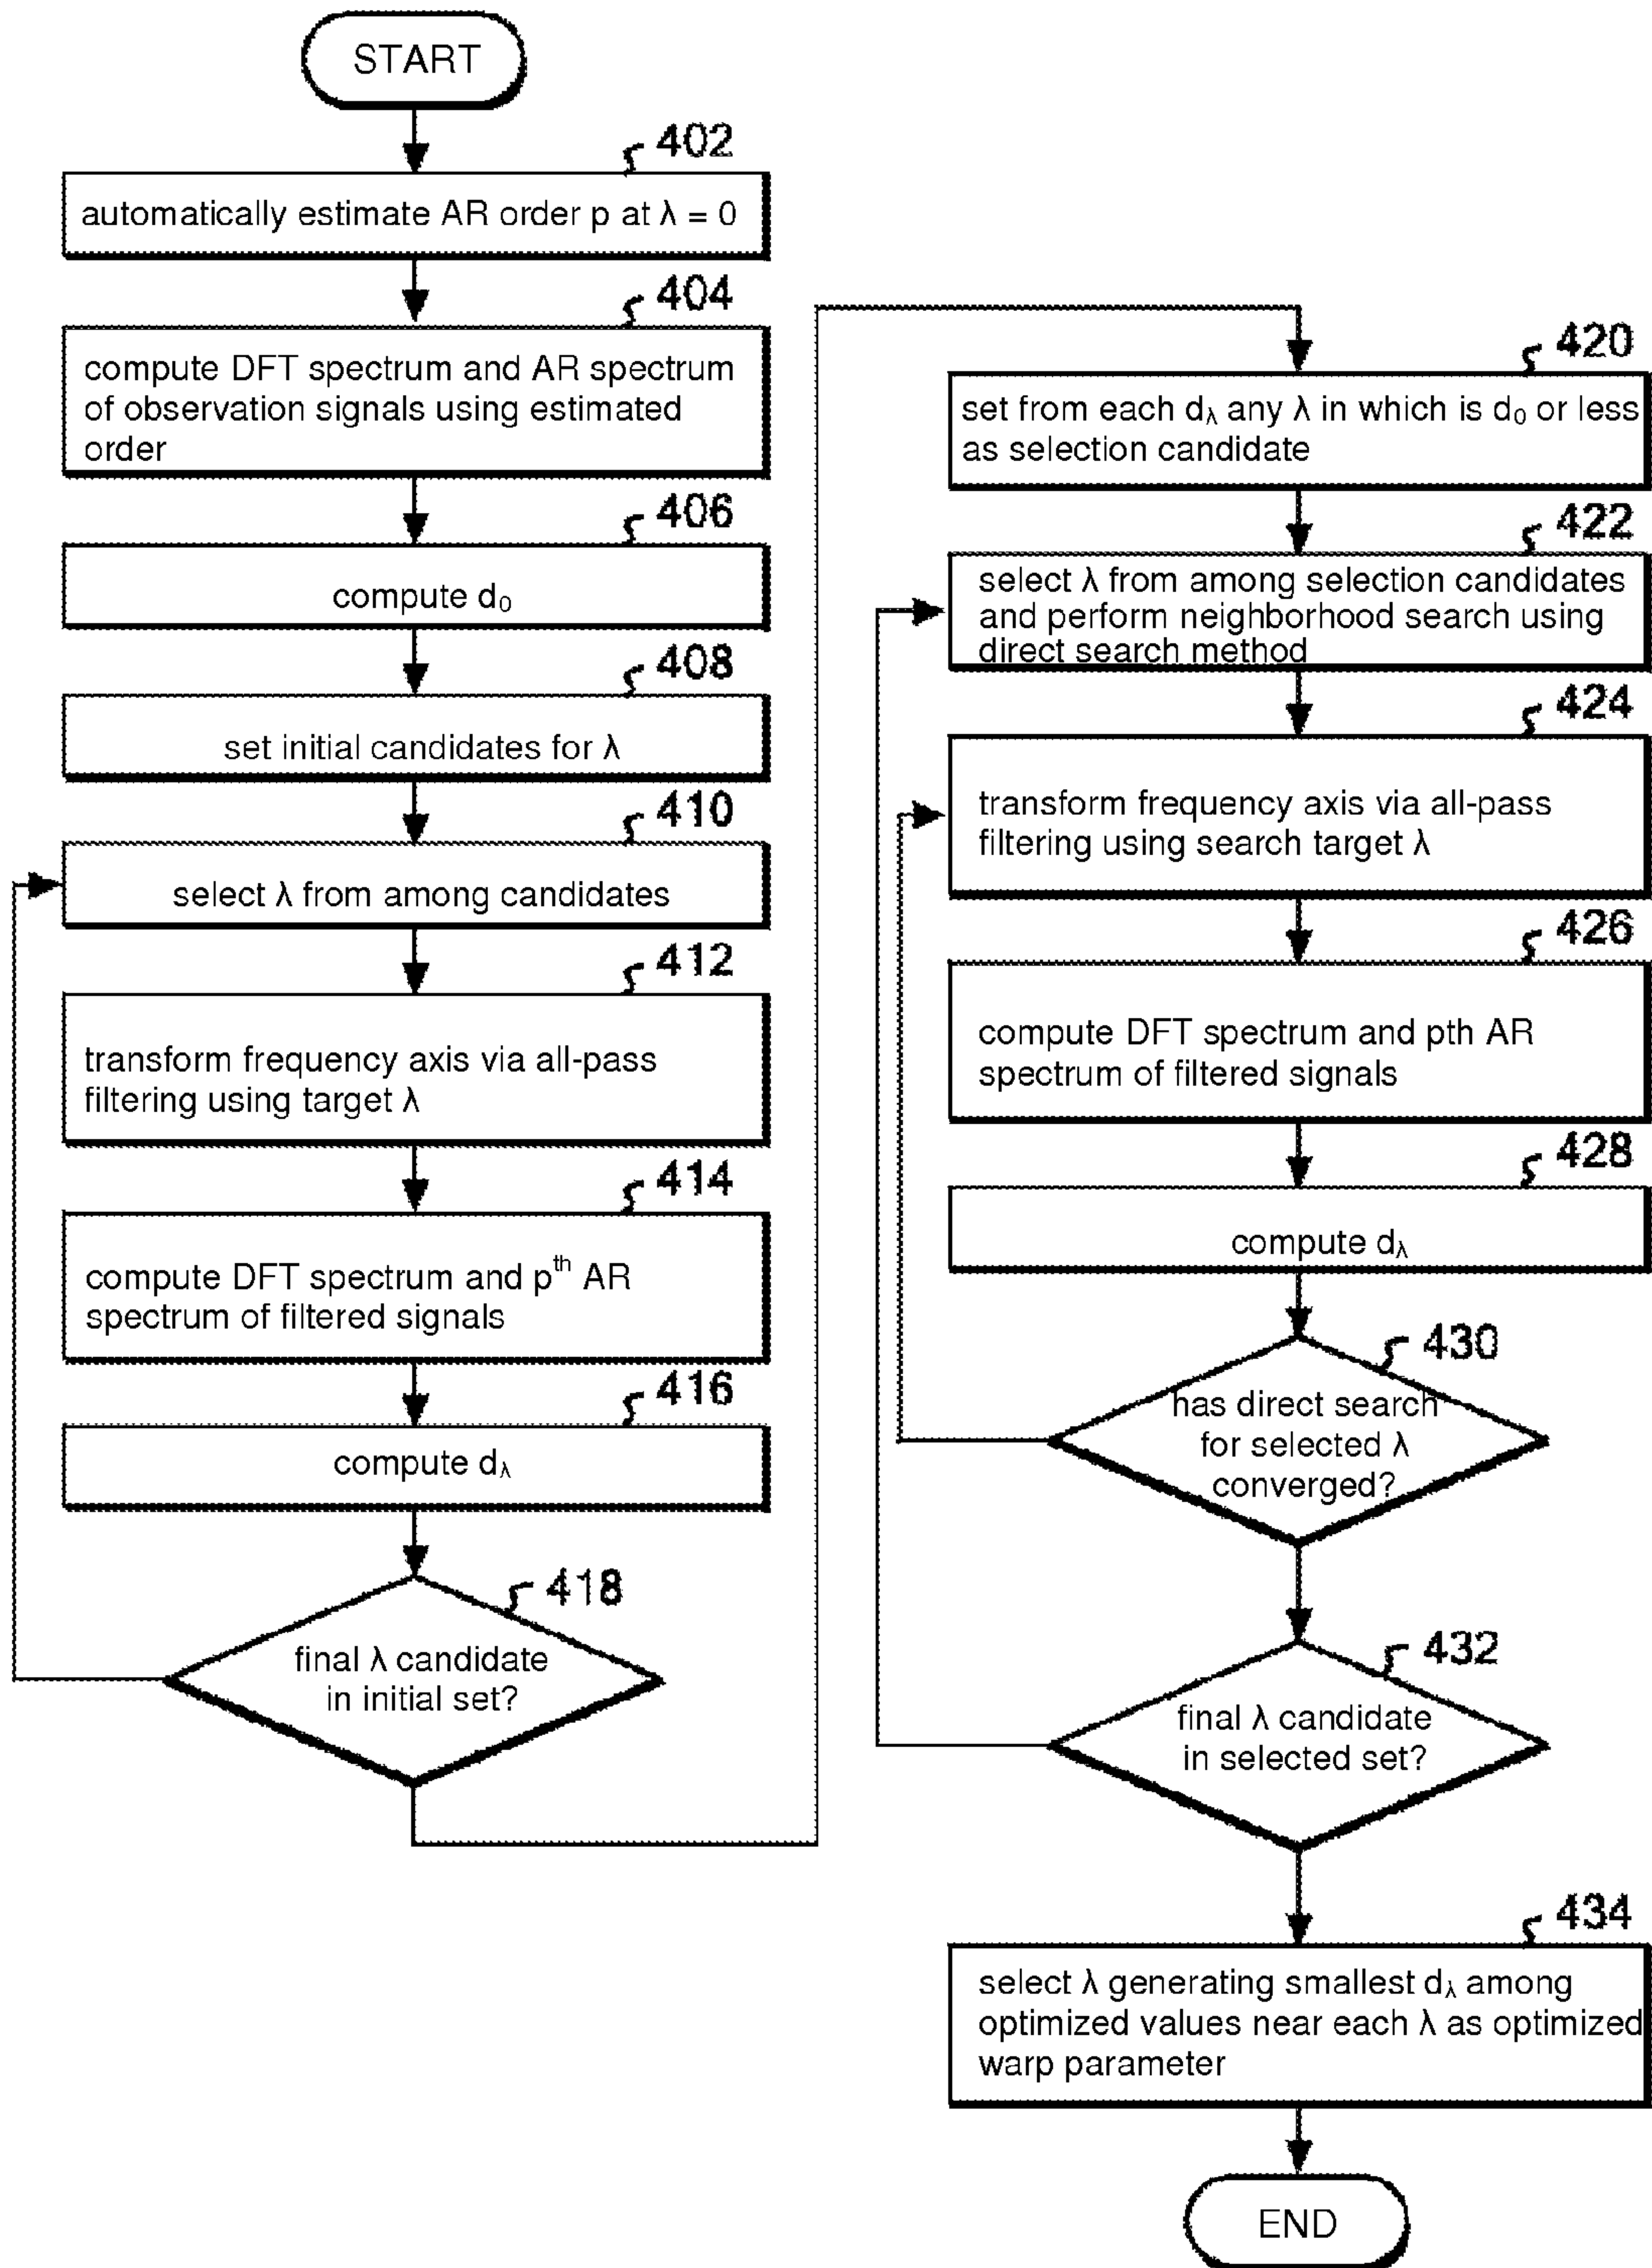 START
402
automatically estimate AR order p at λ = 0
404
compute DFT spectrum and AR spectrum
of observation signals using estimated
order
406
compute d₀
408
set initial candidates for λ
410
select λ from among candidates
412
transform frequency axis via all-pass
filtering using target λ
414
compute DFT spectrum and pᵗʰ AR
spectrum of filtered signals
416
compute dλ
418
final λ candidate
in initial set?
420
set from each dλ any λ in which is d₀ or less
as selection candidate
422
select λ from among selection candidates
and perform neighborhood search using
direct search method
424
transform frequency axis via all-pass
filtering using search target λ
426
compute DFT spectrum and pth AR
spectrum of filtered signals
428
compute dλ
430
has direct search
for selected λ
converged?
432
final λ candidate
in selected set?
434
select λ generating smallest dλ among
optimized values near each λ as optimized
warp parameter
END